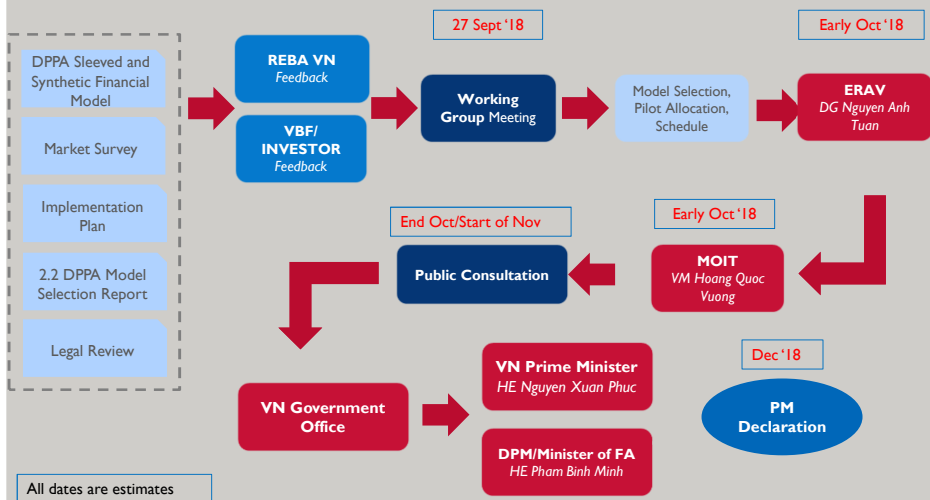 27 Sept '18
Early Oct '18
DPPA Sleeved and
Synthetic Financial
Model
Market Survey
Implementation
Plan
2.2 DPPA Model
Selection Report
Legal Review
REBA VN
Feedback
VBF/
INVESTOR
Feedback
Working
Group Meeting
Model Selection,
Pilot Allocation,
Schedule
ERAV
DG Nguyen Anh
Tuan
End Oct/Start of Nov
Early Oct '18
Public Consultation
MOIT
VM Hoang Quoc
Vuong
VN Government
Office
VN Prime Minister
HE Nguyen Xuan Phuc
DPM/Minister of FA
HE Pham Binh Minh
Dec '18
PM
Declaration
All dates are estimates